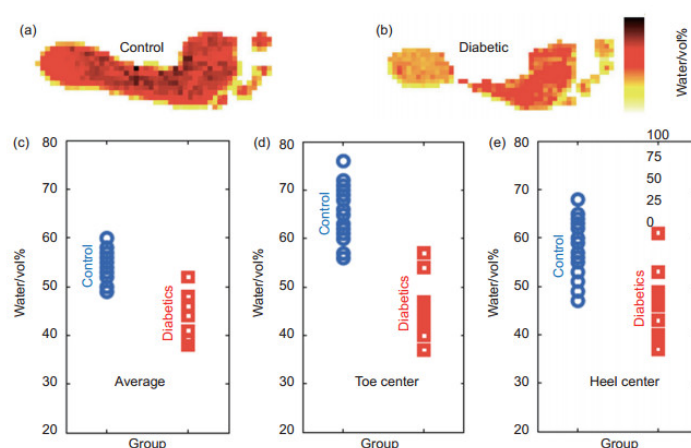 (a)
Control
(b)
Diabetic
Water/vol%
100
75
50
25
0
(c)
80
70
60
50
40
30
20
Water/vol%
Control
Diabetics
Average
Group
(d)
80
70
60
50
40
30
20
Water/vol%
Control
Diabetics
Toe center
Group
(e)
80
70
60
50
40
30
20
Water/vol%
Control
Diabetics
Heel center
Group